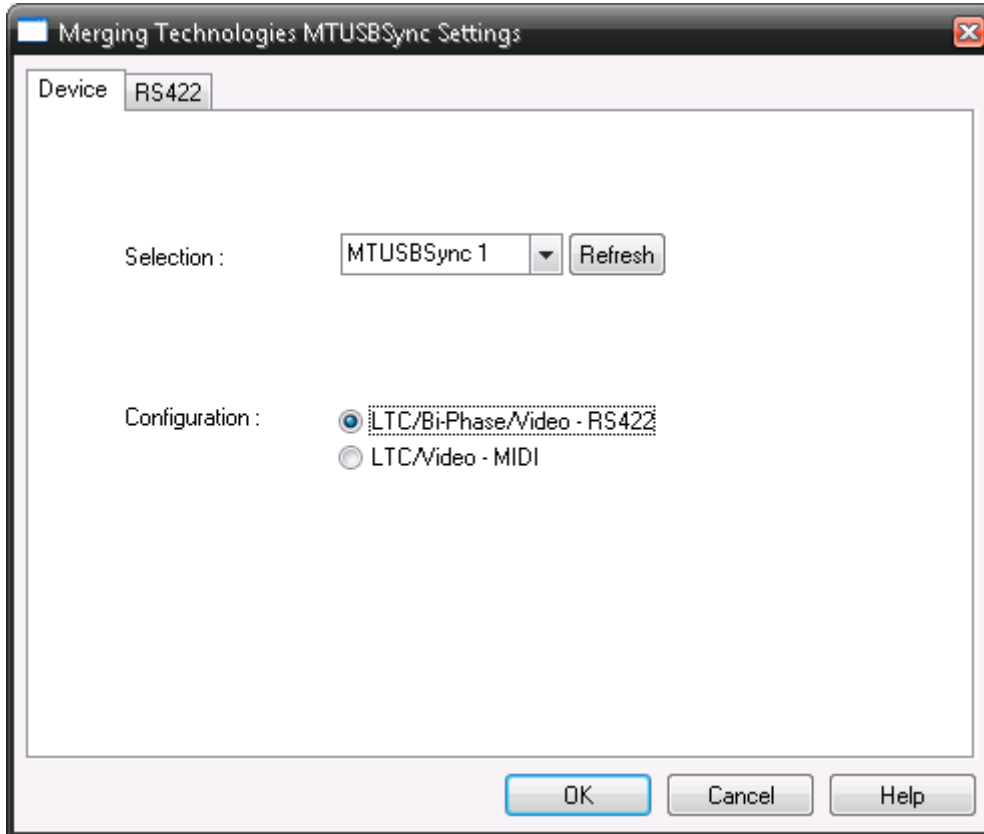 Merging Technologies MTUSBSync Settings
Device RS422
Selection : MTUSBSync 1 Refresh
Configuration : LTC/Bi-Phase/Video - RS422
LTC/Video - MIDI
OK Cancel Help